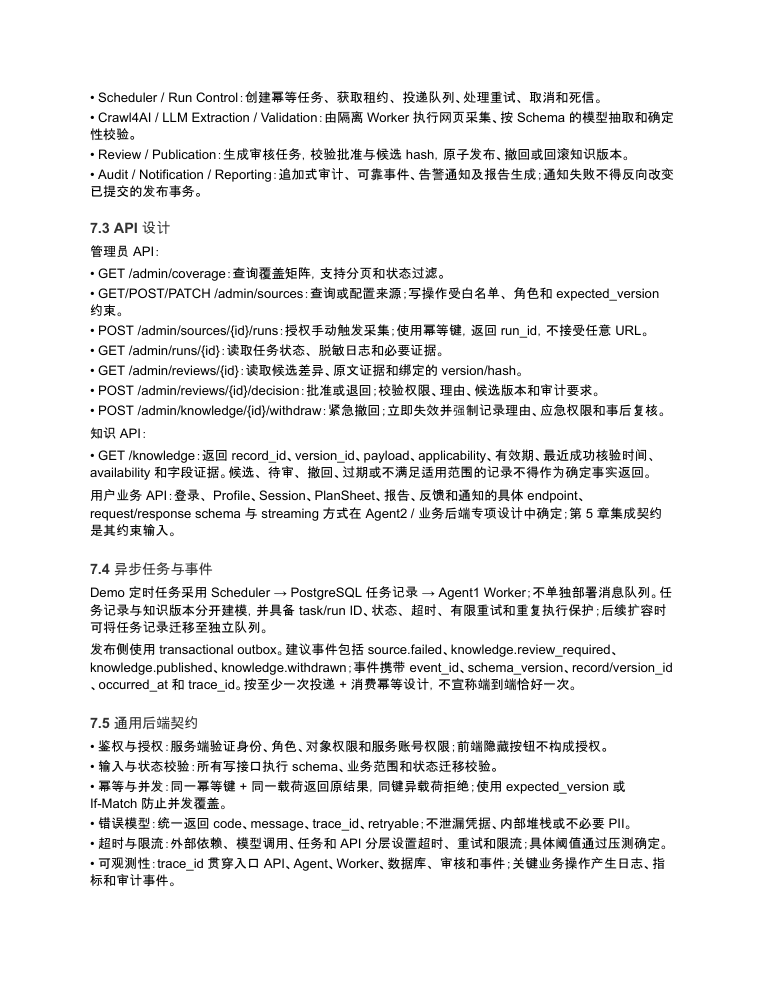 • Scheduler / Run Control：创建幂等任务、获取租约、投递队列、处理重试、取消和死信。
• Crawl4AI / LLM Extraction / Validation：由隔离 Worker 执行网页采集、按 Schema 的模型抽取和确定
性校验。
• Review / Publication：生成审核任务，校验批准与候选 hash，原子发布、撤回或回滚知识版本。
• Audit / Notification / Reporting：追加式审计、可靠事件、告警通知及报告生成；通知失败不得反向改变
已提交的发布事务。
7.3 API 设计
管理员 API：
• GET /admin/coverage：查询覆盖矩阵，支持分页和状态过滤。
• GET/POST/PATCH /admin/sources：查询或配置来源；写操作受白名单、角色和 expected_version
约束。
• POST /admin/sources/{id}/runs：授权手动触发采集；使用幂等键，返回 run_id，不接受任意 URL。
• GET /admin/runs/{id}：读取任务状态、脱敏日志和必要证据。
• GET /admin/reviews/{id}：读取候选差异、原文证据和绑定的 version/hash。
• POST /admin/reviews/{id}/decision：批准或退回；校验权限、理由、候选版本和审计要求。
• POST /admin/knowledge/{id}/withdraw：紧急撤回；立即失效并强制记录理由、应急权限和事后复核。
知识 API：
• GET /knowledge：返回 record_id、version_id、payload、applicability、有效期、最近成功核验时间、
availability 和字段证据。候选、待审、撤回、过期或不满足适用范围的记录不得作为确定事实返回。
用户业务 API：登录、Profile、Session、PlanSheet、报告、反馈和通知的具体 endpoint、
request/response schema 与 streaming 方式在 Agent2 / 业务后端专项设计中确定；第 5 章集成契约
是其约束输入。
7.4 异步任务与事件
Demo 定时任务采用 Scheduler → PostgreSQL 任务记录 → Agent1 Worker；不单独部署消息队列。任
务记录与知识版本分开建模，并具备 task/run ID、状态、超时、有限重试和重复执行保护；后续扩容时
可将任务记录迁移至独立队列。
发布侧使用 transactional outbox。建议事件包括 source.failed、knowledge.review_required、
knowledge.published、knowledge.withdrawn；事件携带 event_id、schema_version、record/version_id
、occurred_at 和 trace_id。按至少一次投递 + 消费幂等设计，不宣称端到端恰好一次。
7.5 通用后端契约
• 鉴权与授权：服务端验证身份、角色、对象权限和服务账号权限；前端隐藏按钮不构成授权。
• 输入与状态校验：所有写接口执行 schema、业务范围和状态迁移校验。
• 幂等与并发：同一幂等键 + 同一载荷返回原结果，同键异载荷拒绝；使用 expected_version 或
If-Match 防止并发覆盖。
• 错误模型：统一返回 code、message、trace_id、retryable；不泄漏凭据、内部堆栈或不必要 PII。
• 超时与限流：外部依赖、模型调用、任务和 API 分层设置超时、重试和限流；具体阈值通过压测确定。
• 可观测性：trace_id 贯穿入口 API、Agent、Worker、数据库、审核和事件；关键业务操作产生日志、指
标和审计事件。